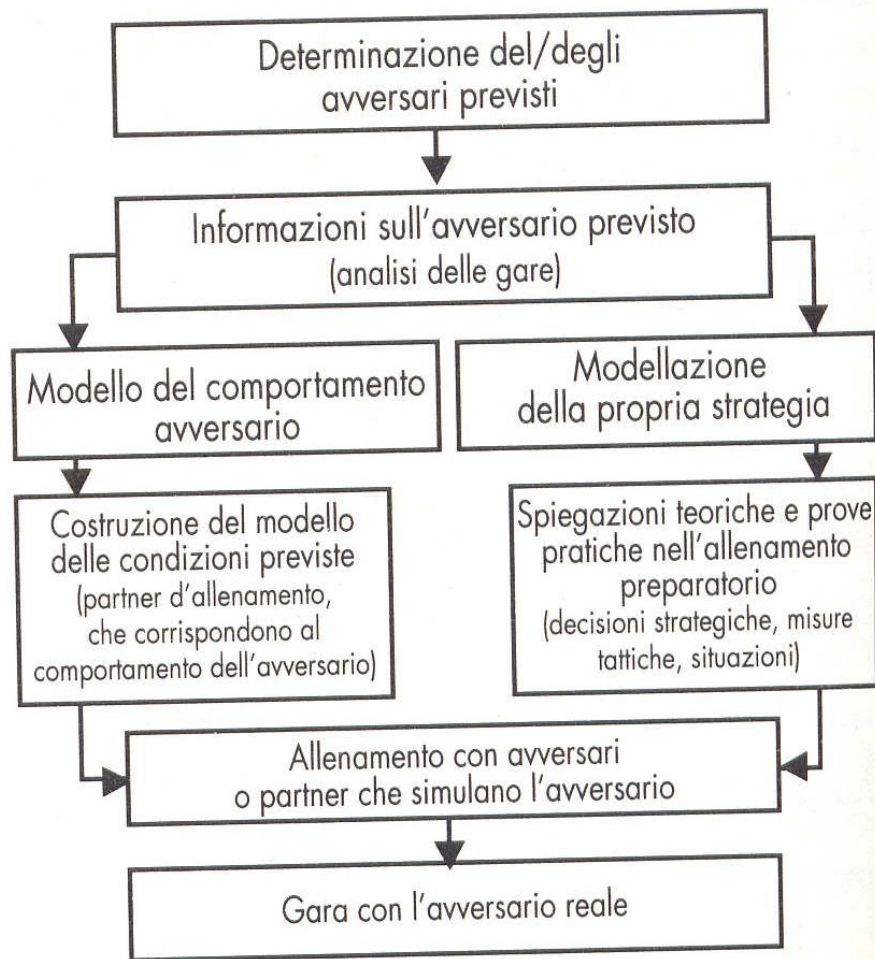 Determinazione del/degli
avversari previsti
Informazioni sull'avversario previsto
(analisi delle gare)
Modello del comportamento
avversario
Modellazione
della propria strategia
Costruzione del modello
delle condizioni previste
(partner d'allenamento,
che corrispondono al
comportamento dell'avversario)
Spiegazioni teoriche e prove
pratiche nell'allenamento
preparatorio
(decisioni strategiche, misure
tattiche, situazioni)
Allenamento con avversari
o partner che simulano l'avversario
Gara con l'avversario reale